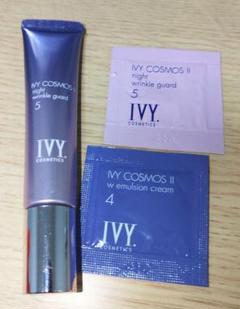 IVY COSMOS II
night
wrinkle guard
5
IVY.
COSMETICS
IVY COSMOS II
night
wrinkle guard
5
IVY.
COSMETICS
IVY COSMOS II
w emulsion cream
4
IVY.
COSMETICS